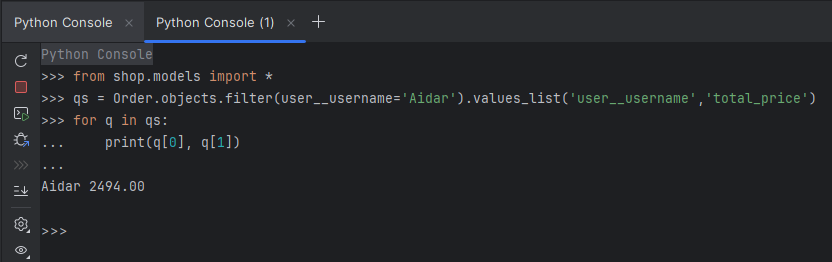 Python Console × Python Console (1) × +
Python Console
>>> from shop.models import *
>>> qs = Order.objects.filter(user__username='Aidar').values_list('user__username','total_price')
>>> for q in qs:
...     print(q[0], q[1])
...
Aidar 2494.00
>>>